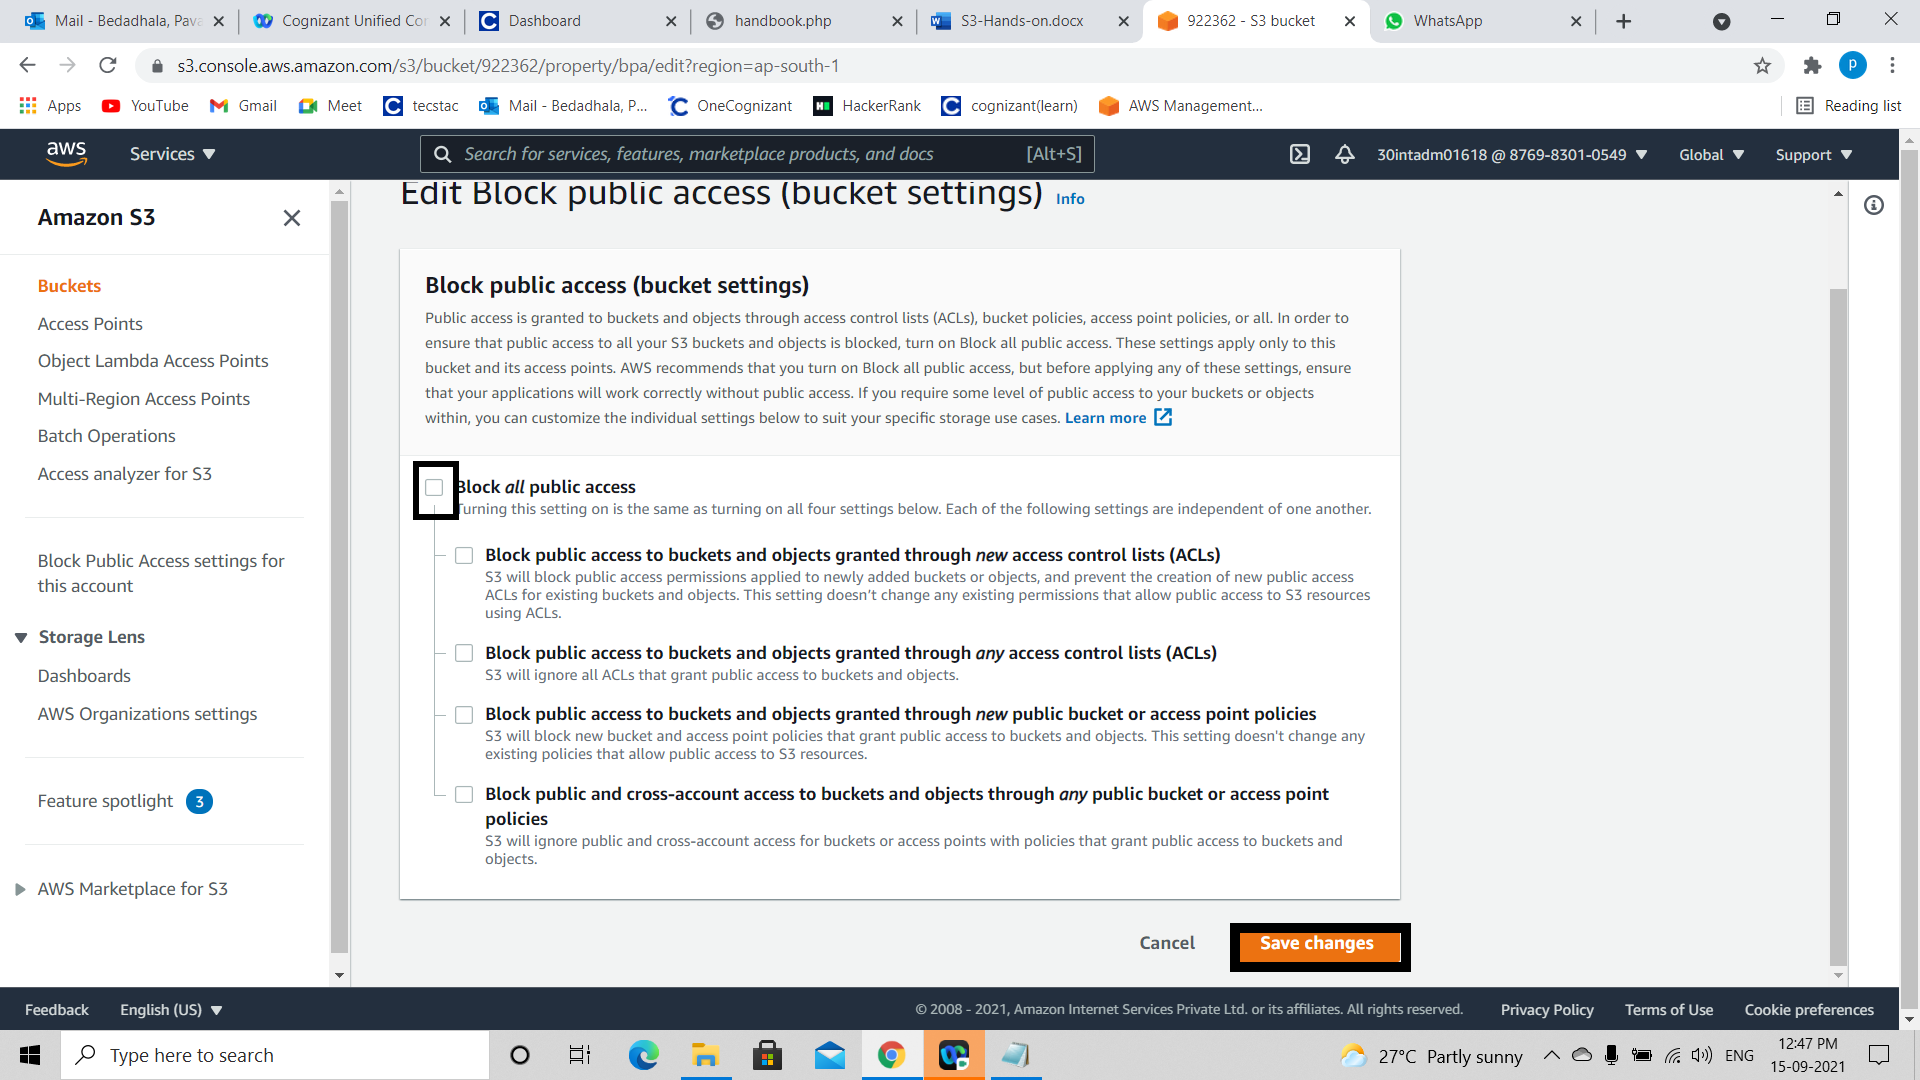 Mail - Bedadhala, Pava
Cognizant Unified Cor
Dashboard
handbook.php
S3-Hands-on.docx
922362 - S3 bucket
WhatsApp
s3.console.aws.amazon.com/s3/bucket/922362/property/bpa/edit?region=ap-south-1
p
Apps
YouTube
Gmail
Meet
tecstac
Mail - Bedadhala, P...
OneCognizant
HackerRank
cognizant(learn)
AWS Management...
Reading list
aws
Services
Search for services, features, marketplace products, and docs
[Alt+S]
30intadm01618 @ 8769-8301-0549
Global
Support
Amazon S3
Buckets
Access Points
Object Lambda Access Points
Multi-Region Access Points
Batch Operations
Access analyzer for S3
Block Public Access settings for
this account
Storage Lens
Dashboards
AWS Organizations settings
Feature spotlight 3
AWS Marketplace for S3
Edit Block public access (bucket settings) Info
Block public access (bucket settings)
Public access is granted to buckets and objects through access control lists (ACLs), bucket policies, access point policies, or all. In order to
ensure that public access to all your S3 buckets and objects is blocked, turn on Block all public access. These settings apply only to this
bucket and its access points. AWS recommends that you turn on Block all public access, but before applying any of these settings, ensure
that your applications will work correctly without public access. If you require some level of public access to your buckets or objects
within, you can customize the individual settings below to suit your specific storage use cases. Learn more
Block all public access
Turning this setting on is the same as turning on all four settings below. Each of the following settings are independent of one another.
Block public access to buckets and objects granted through new access control lists (ACLs)
S3 will block public access permissions applied to newly added buckets or objects, and prevent the creation of new public access
ACLs for existing buckets and objects. This setting doesn't change any existing permissions that allow public access to S3 resources
using ACLs.
Block public access to buckets and objects granted through any access control lists (ACLs)
S3 will ignore all ACLs that grant public access to buckets and objects.
Block public access to buckets and objects granted through new public bucket or access point policies
S3 will block new bucket and access point policies that grant public access to buckets and objects. This setting doesn't change any
existing policies that allow public access to S3 resources.
Block public and cross-account access to buckets and objects through any public bucket or access point
policies
S3 will ignore public and cross-account access for buckets or access points with policies that grant public access to buckets and
objects.
Cancel
Save changes
Feedback
English (US)
© 2008 - 2021, Amazon Internet Services Private Ltd. or its affiliates. All rights reserved.
Privacy Policy
Terms of Use
Cookie preferences
Type here to search
27°C Partly sunny
ENG
12:47 PM
15-09-2021